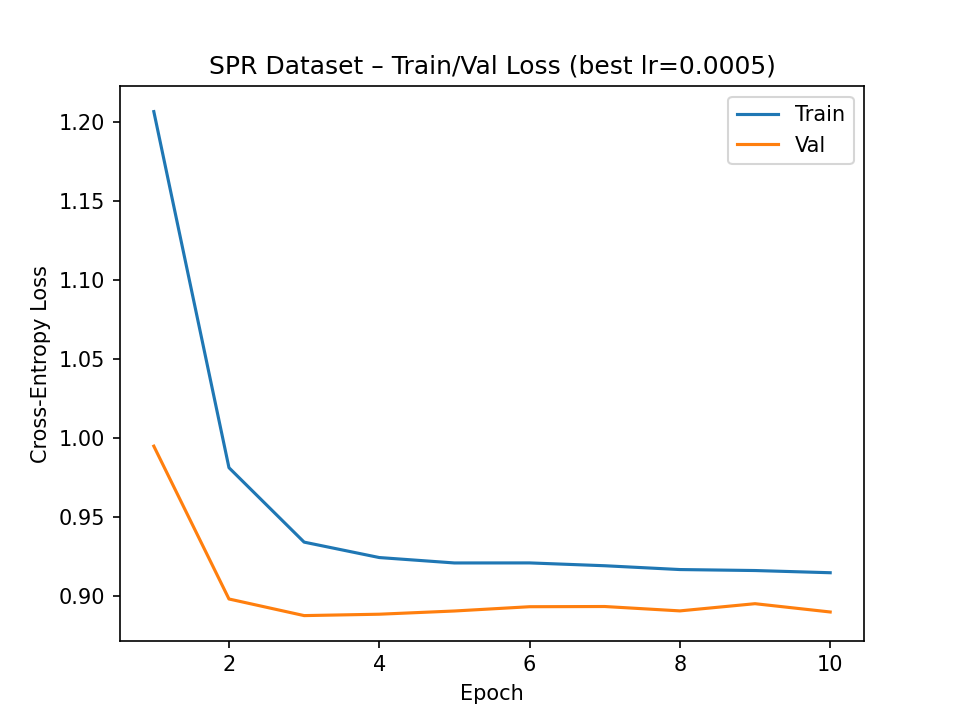 SPR Dataset – Train/Val Loss (best lr=0.0005)
Train
Val
1.20
1.15
1.10
1.05
1.00
0.95
0.90
Cross-Entropy Loss
2 4 6 8 10
Epoch